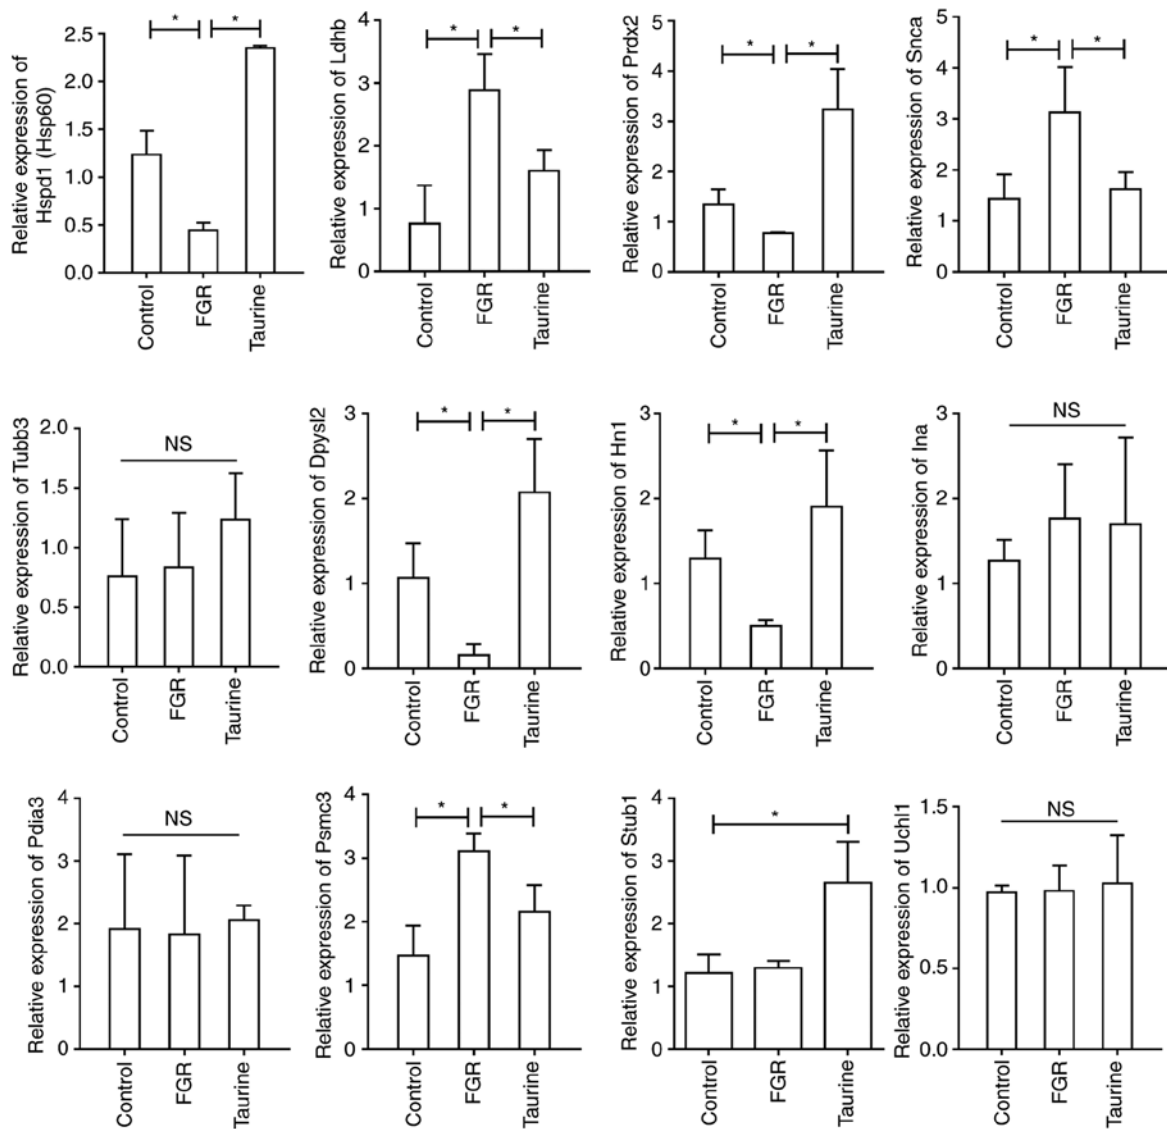 Relative expression of
Hspd1 (Hsp60)
2.5
2.0
1.5
1.0
0.5
0.0
* *
Control
FGR
Taurine
Relative expression of Ldhb
4
3
2
1
0
* *
Control
FGR
Taurine
Relative expression of Prdx2
5
4
3
2
1
0
* *
Control
FGR
Taurine
Relative expression of Snca
5
4
3
2
1
0
* *
Control
FGR
Taurine
Relative expression of Tubb3
2.0
1.5
1.0
0.5
0.0
NS
Control
FGR
Taurine
Relative expression of Dpysl2
3
2
1
0
* *
Control
FGR
Taurine
Relative expression of Hn1
3
2
1
0
* *
Control
FGR
Taurine
Relative expression of Ina
3
2
1
0
NS
Control
FGR
Taurine
Relative expression of Pdia3
4
3
2
1
0
NS
Control
FGR
Taurine
Relative expression of Psmc3
4
3
2
1
0
* *
Control
FGR
Taurine
Relative expression of Stub1
4
3
2
1
0
*
Control
FGR
Taurine
Relative expression of Uchl1
1.5
1.0
0.5
0.0
NS
Control
FGR
Taurine